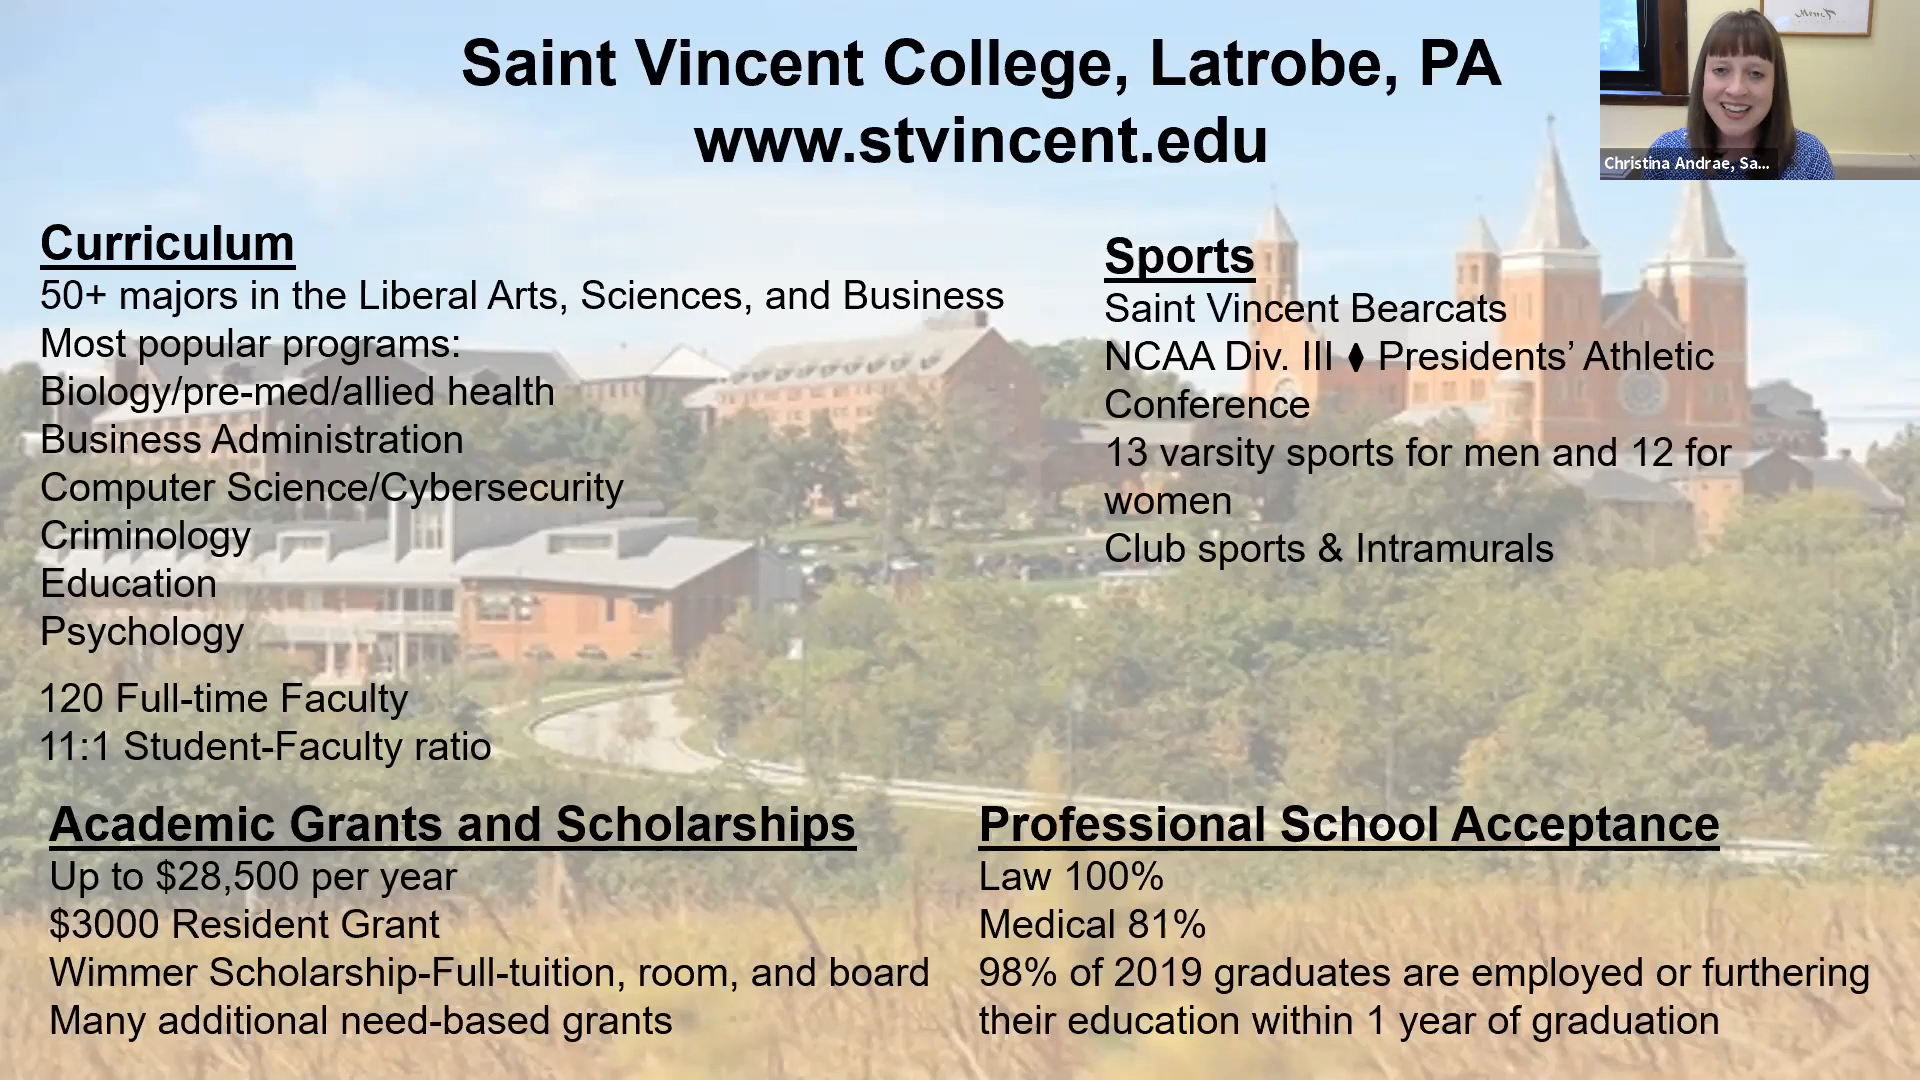 Saint Vincent College, Latrobe, PA
www.stvincent.edu
Christina Andrae, Sa...
Curriculum
50+ majors in the Liberal Arts, Sciences, and Business
Most popular programs:
Biology/pre-med/allied health
Business Administration
Computer Science/Cybersecurity
Criminology
Education
Psychology
120 Full-time Faculty
11:1 Student-Faculty ratio
Sports
Saint Vincent Bearcats
NCAA Div. III ♦ Presidents’ Athletic
Conference
13 varsity sports for men and 12 for
women
Club sports & Intramurals
Academic Grants and Scholarships
Up to $28,500 per year
$3000 Resident Grant
Wimmer Scholarship-Full-tuition, room, and board
Many additional need-based grants
Professional School Acceptance
Law 100%
Medical 81%
98% of 2019 graduates are employed or furthering
their education within 1 year of graduation